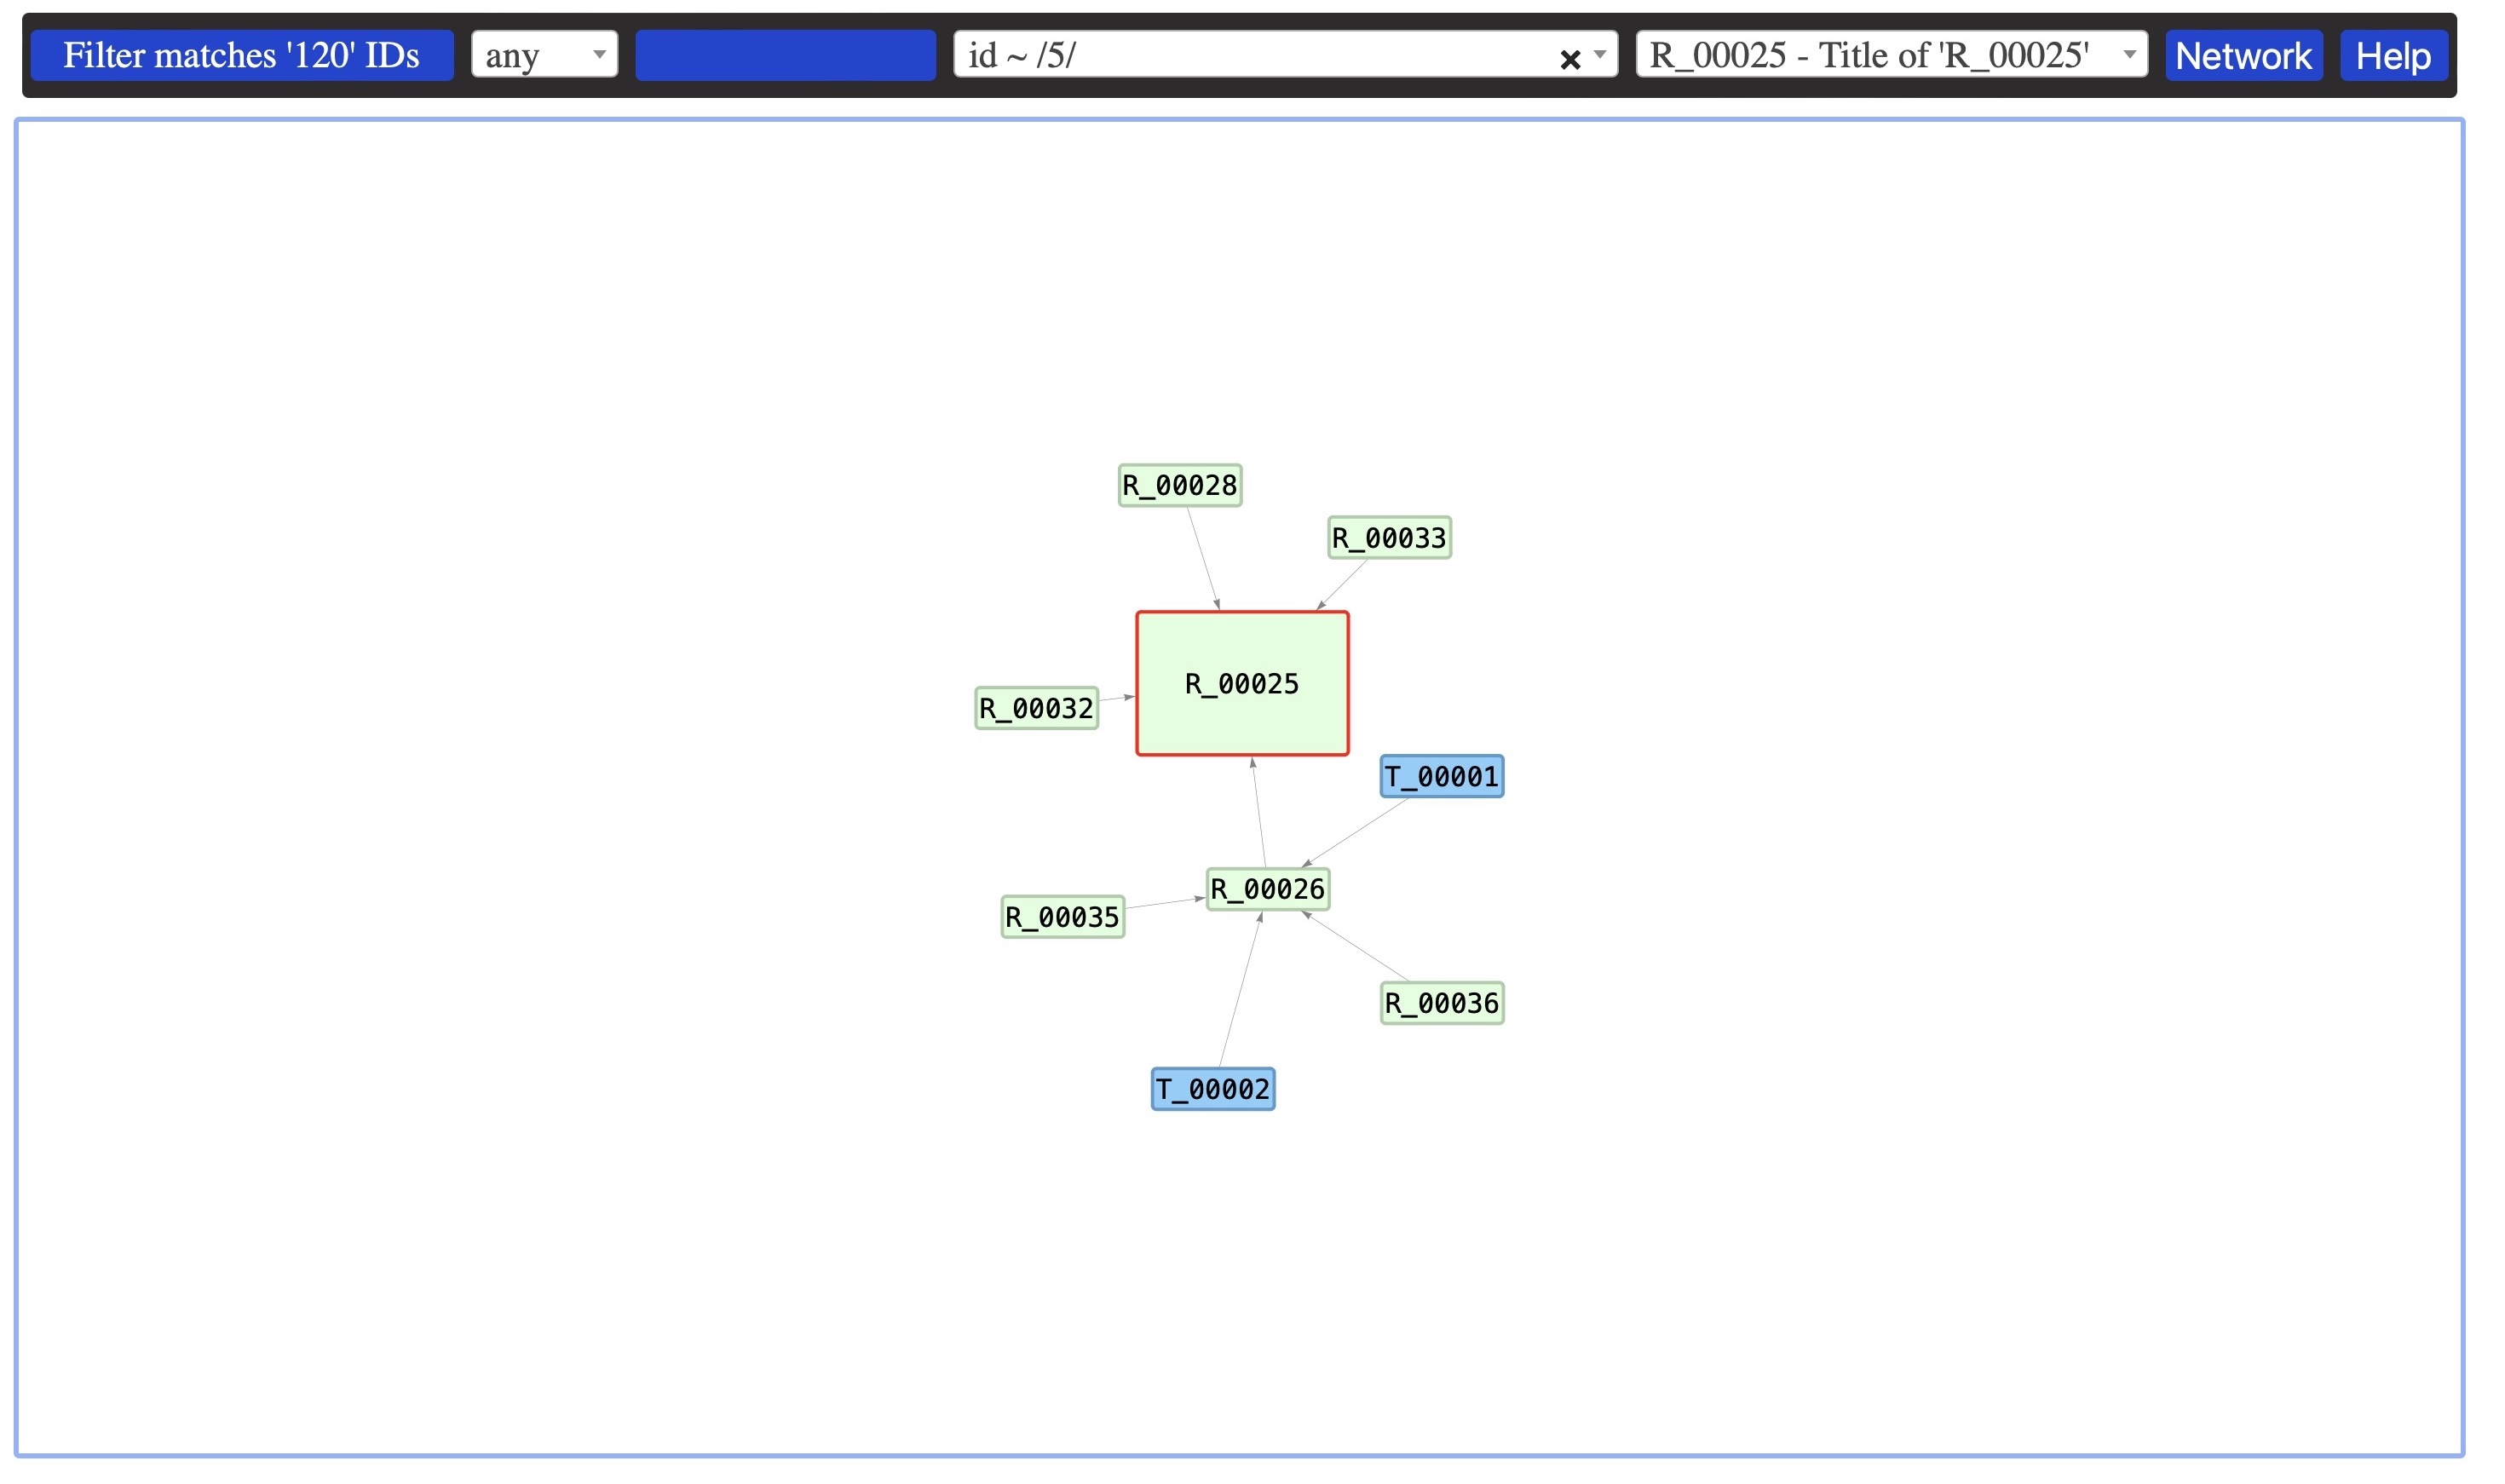 Filter matches '120' IDs any id ~ /5/ × R_00025 - Title of 'R_00025' Network Help
R_00028
R_00033
R_00025
R_00032
T_00001
R_00026
R_00035
R_00036
T_00002